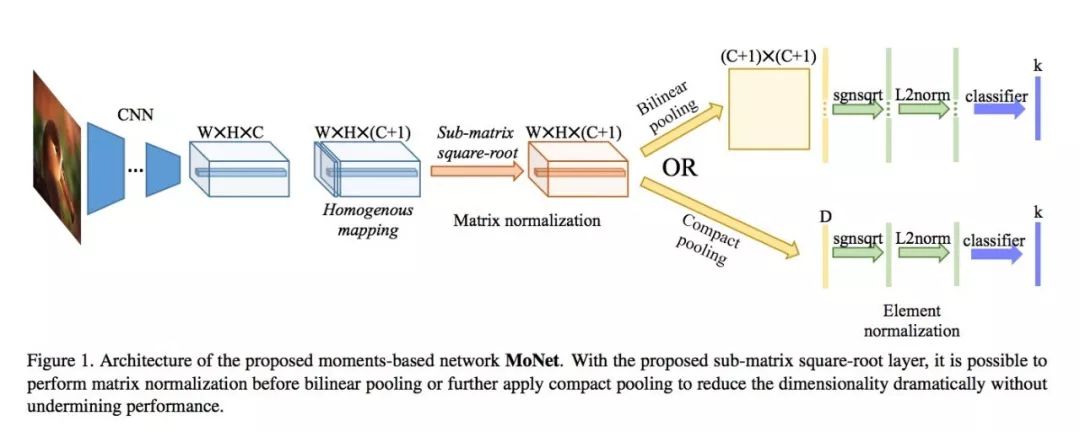 CNN
...
W×H×C
W×H×(C+1)
Homogenous
mapping
Sub-matrix
square-root
W×H×(C+1)
Matrix normalization
Bilinear
pooling
OR
Compact
pooling
(C+1)×(C+1)
sgnsqrt
L2norm
classifier
k
D
sgnsqrt
L2norm
classifier
k
Element
normalization
Figure 1. Architecture of the proposed moments-based network MoNet. With the proposed sub-matrix square-root layer, it is possible to
perform matrix normalization before bilinear pooling or further apply compact pooling to reduce the dimensionality dramatically without
undermining performance.